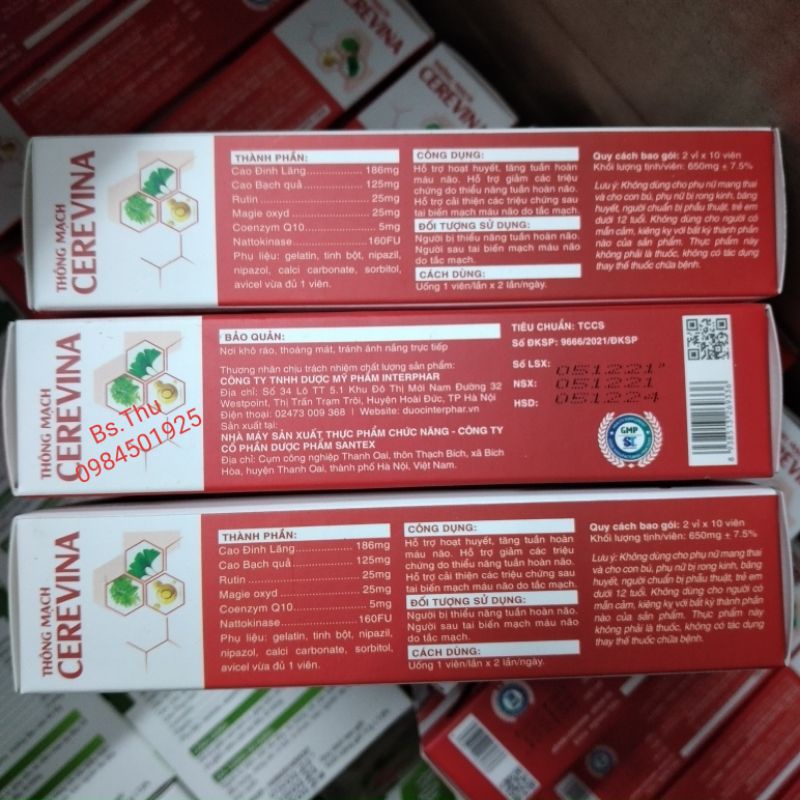 CEREVINA
THÔNG MẠCH
CEREVINA
THÔNG MẠCH
CEREVINA
THÀNH PHẦN:
Cao Đinh Lăng 186mg
Cao Bạch quả 125mg
Rutin 25mg
Magie oxyd 25mg
Coenzym Q10 5mg
Nattokinase 160FU
Phụ liệu: gelatin, tinh bột, nipazil,
nipazol, calci carbonate, sorbitol,
avicel vừa đủ 1 viên.
CÔNG DỤNG:
Hỗ trợ hoạt huyết, tăng tuần hoàn
máu não. Hỗ trợ giảm các triệu
chứng do thiểu năng tuần hoàn não.
Hỗ trợ cải thiện các triệu chứng sau
tai biến mạch máu não do tắc mạch.
ĐỐI TƯỢNG SỬ DỤNG:
Người bị thiểu năng tuần hoàn não.
Người sau tai biến mạch máu não
do tắc mạch.
CÁCH DÙNG:
Uống 1 viên/lần x 2 lần/ngày.
Quy cách bao gói: 2 vỉ x 10 viên
Khối lượng tịnh/viên: 650mg ± 7.5%
Lưu ý: Không dùng cho phụ nữ mang thai
và cho con bú, phụ nữ bị rong kinh, băng
huyết, người chuẩn bị phẫu thuật, trẻ em
dưới 12 tuổi. Không dùng cho người có
mẫn cảm, kiêng kỵ với bất kỳ thành phần
nào của sản phẩm. Thực phẩm này
không phải là thuốc, không có tác dụng
thay thế thuốc chữa bệnh.
THÔNG MẠCH
CEREVINA
Bs.Thu
0984501925
BẢO QUẢN:
Nơi khô ráo, thoáng mát, tránh ánh nắng trực tiếp
Thương nhân chịu trách nhiệm chất lượng sản phẩm:
CÔNG TY TNHH DƯỢC MỸ PHẨM INTERPHAR
Địa chỉ: Số 34 Lô TT 5.1 Khu Đô Thị Mới Nam Đường 32
Westpoint, Thị Trấn Trạm Trôi, Huyện Hoài Đức, TP Hà Nội
Điện thoại: 02473 009 368 | Website: duocinterphar.vn
Sản xuất tại:
NHÀ MÁY SẢN XUẤT THỰC PHẨM CHỨC NĂNG - CÔNG TY
CỔ PHẦN DƯỢC PHẨM SANTEX
Địa chỉ: Cụm công nghiệp Thanh Oai, thôn Thạch Bích, xã Bích
Hòa, huyện Thanh Oai, thành phố Hà Nội, Việt Nam.
TIÊU CHUẨN: TCCS
Số ĐKSP: 9666/2021/ĐKSP
Số LSX: 051221
NSX: 051221
HSD: 051224
GMP
THÔNG MẠCH
CEREVINA
THÀNH PHẦN:
Cao Đinh Lăng 186mg
Cao Bạch quả 125mg
Rutin 25mg
Magie oxyd 25mg
Coenzym Q10 5mg
Nattokinase 160FU
Phụ liệu: gelatin, tinh bột, nipazil,
nipazol, calci carbonate, sorbitol,
avicel vừa đủ 1 viên.
CÔNG DỤNG:
Hỗ trợ hoạt huyết, tăng tuần hoàn
máu não. Hỗ trợ giảm các triệu
chứng do thiểu năng tuần hoàn não.
Hỗ trợ cải thiện các triệu chứng sau
tai biến mạch máu não do tắc mạch.
ĐỐI TƯỢNG SỬ DỤNG:
Người bị thiểu năng tuần hoàn não.
Người sau tai biến mạch máu não
do tắc mạch.
CÁCH DÙNG:
Uống 1 viên/lần x 2 lần/ngày.
Quy cách bao gói: 2 vỉ x 10 viên
Khối lượng tịnh/viên: 650mg ± 7.5%
Lưu ý: Không dùng cho phụ nữ mang thai
và cho con bú, phụ nữ bị rong kinh, băng
huyết, người chuẩn bị phẫu thuật, trẻ em
dưới 12 tuổi. Không dùng cho người có
mẫn cảm, kiêng kỵ với bất kỳ thành phần
nào của sản phẩm. Thực phẩm này
không phải là thuốc, không có tác dụng
thay thế thuốc chữa bệnh.